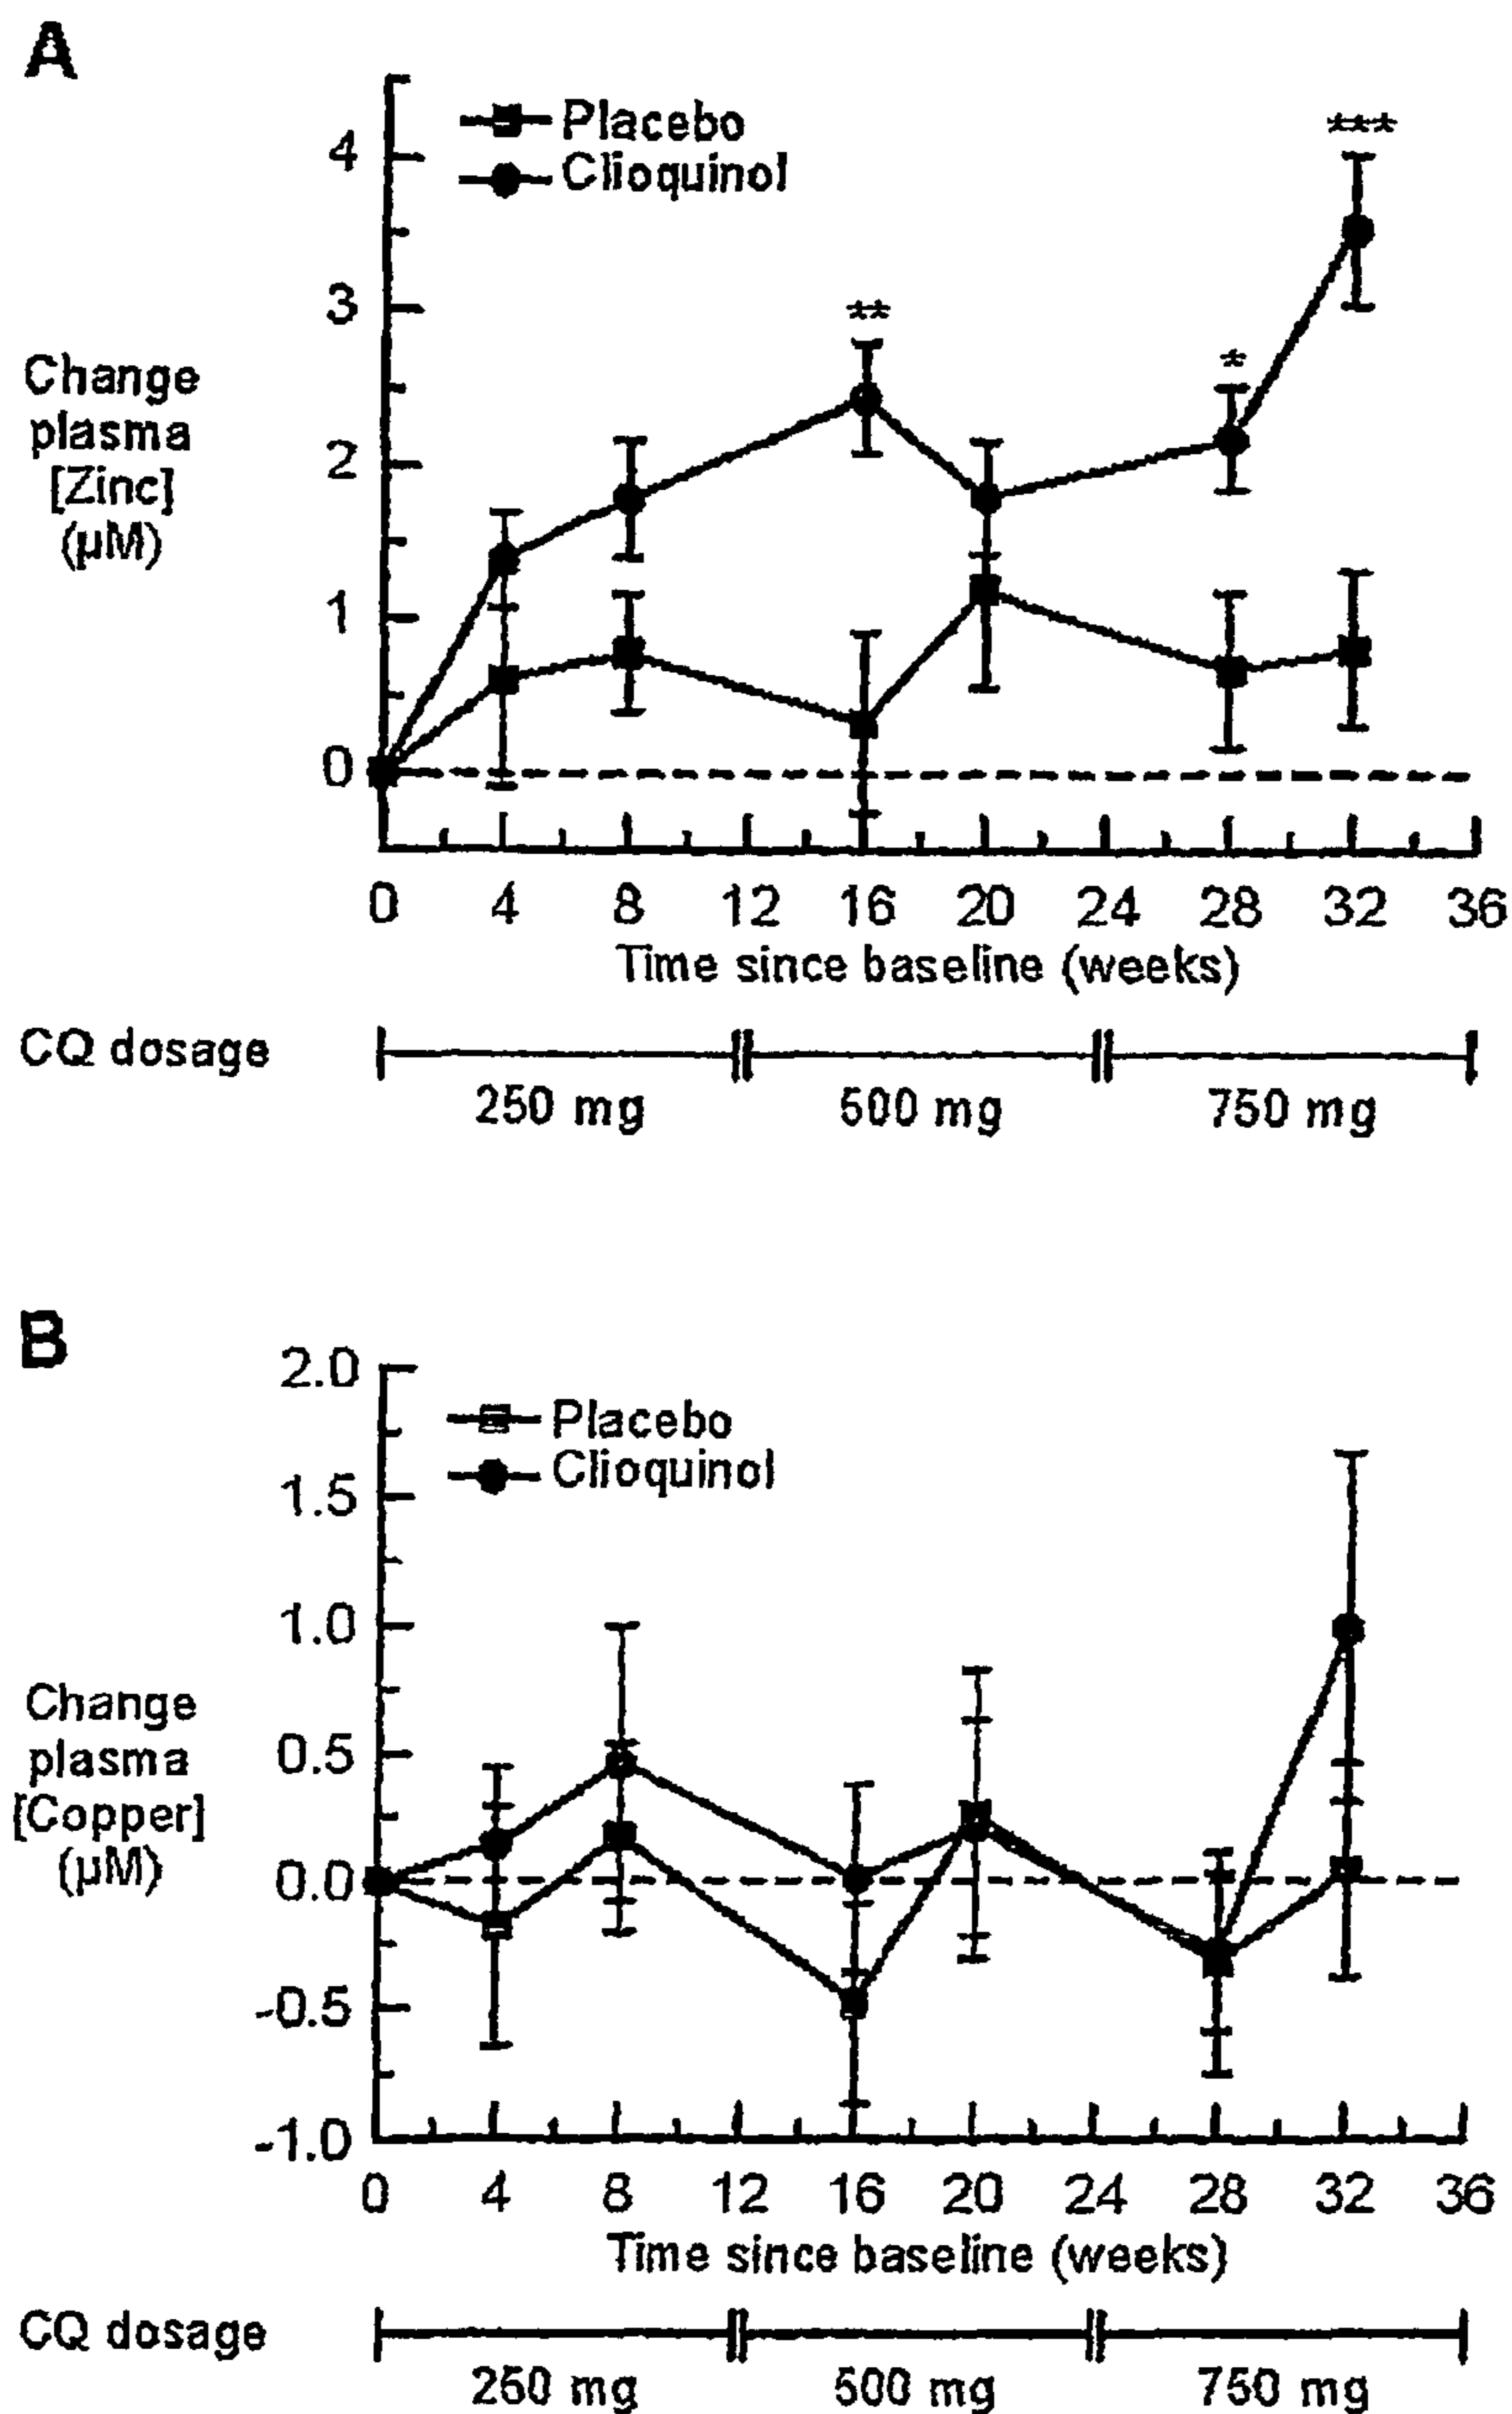 A
Placebo
Clioquinol
***
**
*
4
3
2
1
0
Change
plasma
[Zinc]
(µM)
0 4 8 12 16 20 24 28 32 36
Time since baseline (weeks)
CQ dosage
250 mg 500 mg 750 mg
B
Placebo
Clioquinol
2.0
1.5
1.0
0.5
0.0
-0.5
-1.0
Change
plasma
[Copper]
(µM)
0 4 8 12 16 20 24 28 32 36
Time since baseline (weeks)
CQ dosage
250 mg 500 mg 750 mg